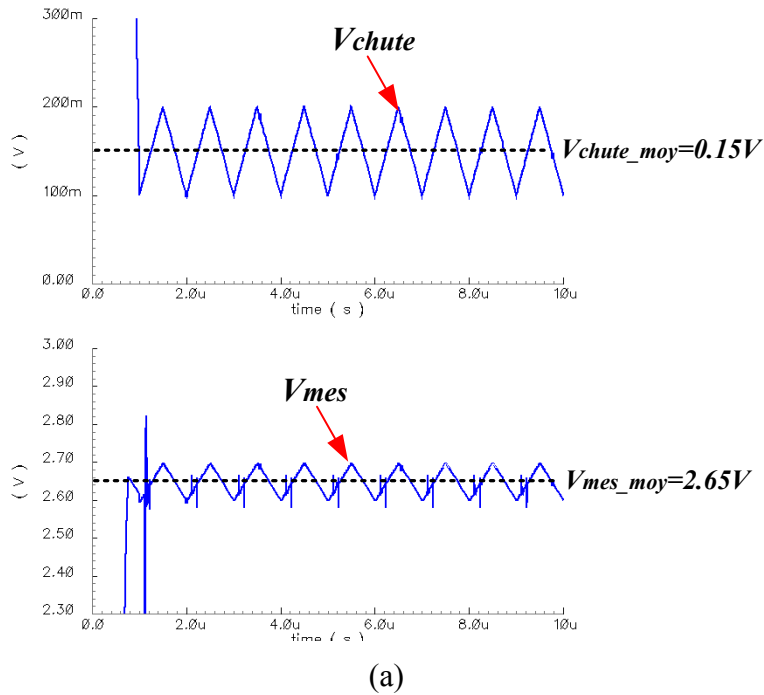 300m
Vchute
200m
( V )
Vchute_moy=0.15V
100m
0.00
0.0 2.0u 4.0u 6.0u 8.0u 10u
time ( s )
3.00
2.90
Vmes
2.80
2.70
( V )
Vmes_moy=2.65V
2.60
2.50
2.40
2.30
0.0 2.0u 4.0u 6.0u 8.0u 10u
time ( s )
(a)